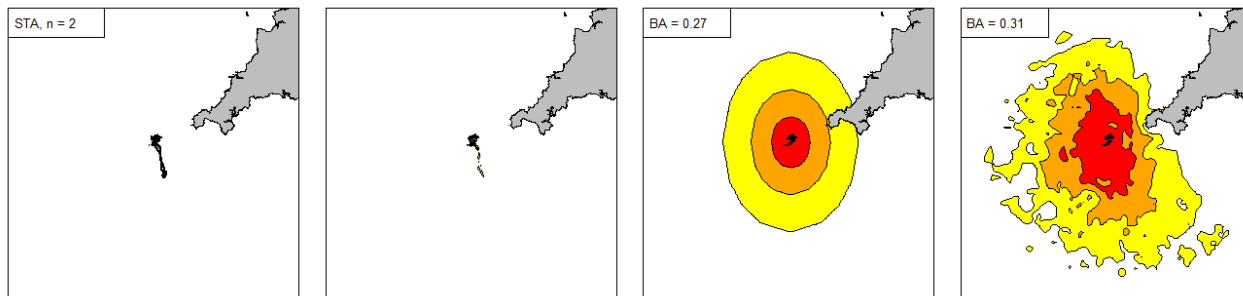 STA, n = 2
BA = 0.27
BA = 0.31